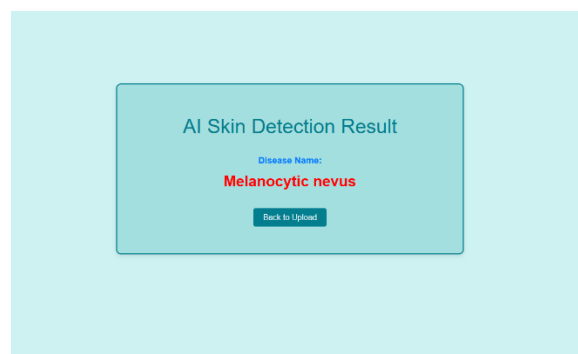 AI Skin Detection Result
Disease Name:
Melanocytic nevus
Back to Upload